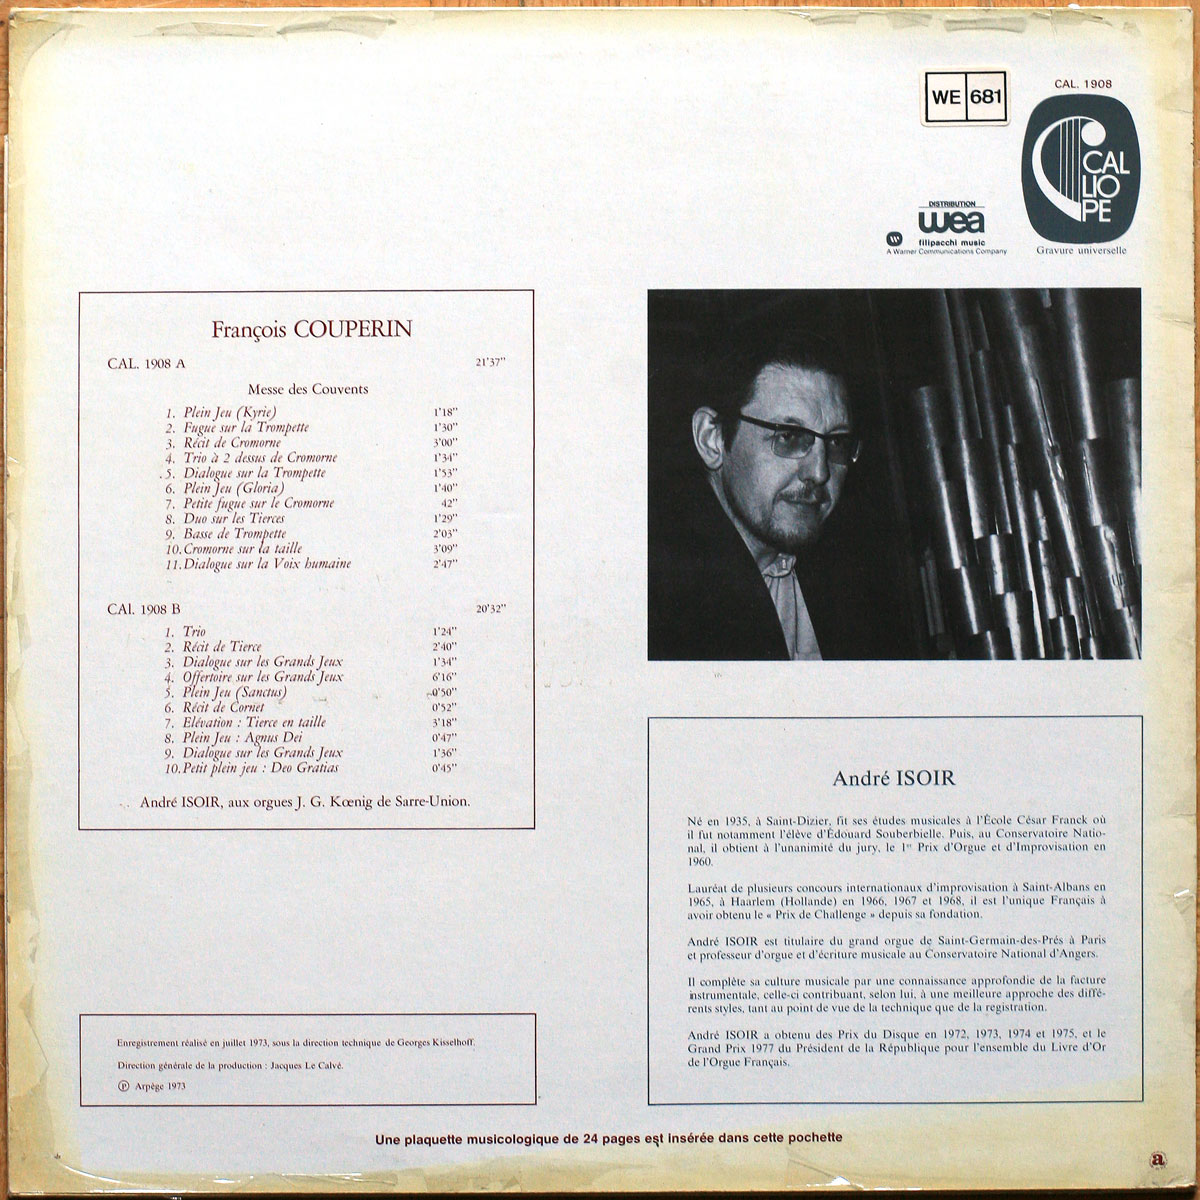 WE 681
CAL. 1908
CAL
LIO
PE
Gravure universelle
DISTRIBUTION
wea
filipacchi music
A Warner Communications Company
François COUPERIN
CAL. 1908 A 21'37"
Messe des Couvents
1. Plein Jeu (Kyrie) 1'18"
2. Fugue sur la Trompette 1'30"
3. Récit de Cromorne 3'00"
4. Trio à 2 dessus de Cromorne 1'34"
5. Dialogue sur la Trompette 1'53"
6. Plein Jeu (Gloria) 1'40"
7. Petite fugue sur le Cromorne 42"
8. Duo sur les Tierces 1'29"
9. Basse de Trompette 2'03"
10. Cromorne sur la taille 3'09"
11. Dialogue sur la Voix humaine 2'47"
CAl. 1908 B 20'32"
1. Trio 1'24"
2. Récit de Tierce 2'40"
3. Dialogue sur les Grands Jeux 1'34"
4. Offertoire sur les Grands Jeux 6'16"
5. Plein Jeu (Sanctus) 0'50"
6. Récit de Cornet 0'52"
7. Elévation : Tierce en taille 3'18"
8. Plein Jeu : Agnus Dei 0'47"
9. Dialogue sur les Grands Jeux 1'36"
10. Petit plein jeu : Deo Gratias 0'45"
André ISOIR, aux orgues J. G. Kœnig de Sarre-Union.
André ISOIR
Né en 1935, à Saint-Dizier, fit ses études musicales à l'École César Franck où
il fut notamment l'élève d'Édouard Souberbielle. Puis, au Conservatoire Natio-
nal, il obtient à l'unanimité du jury, le 1er Prix d'Orgue et d'Improvisation en
1960.
Lauréat de plusieurs concours internationaux d'improvisation à Saint-Albans en
1965, à Haarlem (Hollande) en 1966, 1967 et 1968, il est l'unique Français à
avoir obtenu le « Prix de Challenge » depuis sa fondation.
André ISOIR est titulaire du grand orgue de Saint-Germain-des-Prés à Paris
et professeur d'orgue et d'écriture musicale au Conservatoire National d'Angers.
Il complète sa culture musicale par une connaissance approfondie de la facture
instrumentale, celle-ci contribuant, selon lui, à une meilleure approche des diffé-
rents styles, tant au point de vue de la technique que de la registration.
André ISOIR a obtenu des Prix du Disque en 1972, 1973, 1974 et 1975, et le
Grand Prix 1977 du Président de la République pour l'ensemble du Livre d'Or
de l'Orgue Français.
Enregistrement réalisé en juillet 1973, sous la direction technique de Georges Kisselhoff.
Direction générale de la production : Jacques Le Calvé.
Ⓟ Arpège 1973
Une plaquette musicologique de 24 pages est insérée dans cette pochette
a